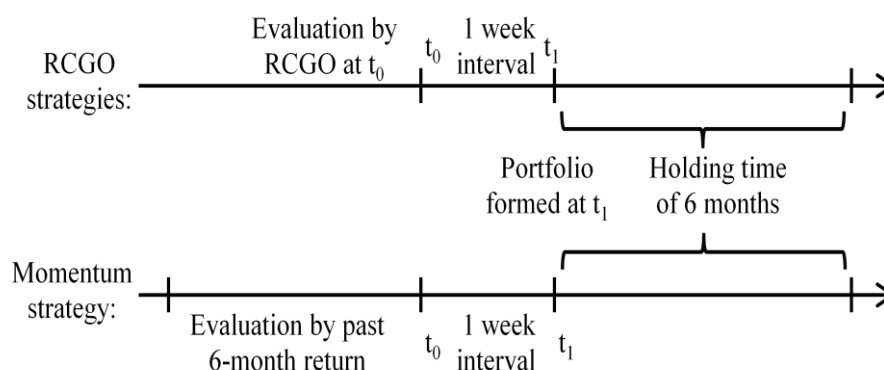 RCGO
strategies:
Evaluation by
RCGO at t₀
t₀
1 week
interval
t₁
Portfolio
formed at t₁
Holding time
of 6 months
Momentum
strategy:
Evaluation by past
6-month return
t₀
1 week
interval
t₁